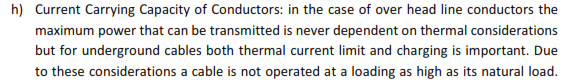 h) Current Carrying Capacity of Conductors: in the case of over head line conductors the
maximum power that can be transmitted is never dependent on thermal considerations
but for underground cables both thermal current limit and charging is important. Due
to these considerations a cable is not operated at a loading as high as its natural load.